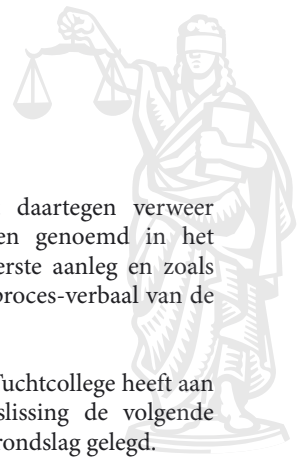 daartegen verweer
en genoemd in het
erste aanleg en zoals
proces-verbaal van de
Tuchtcollege heeft aan
slissing de volgende
rondslag gelegd.